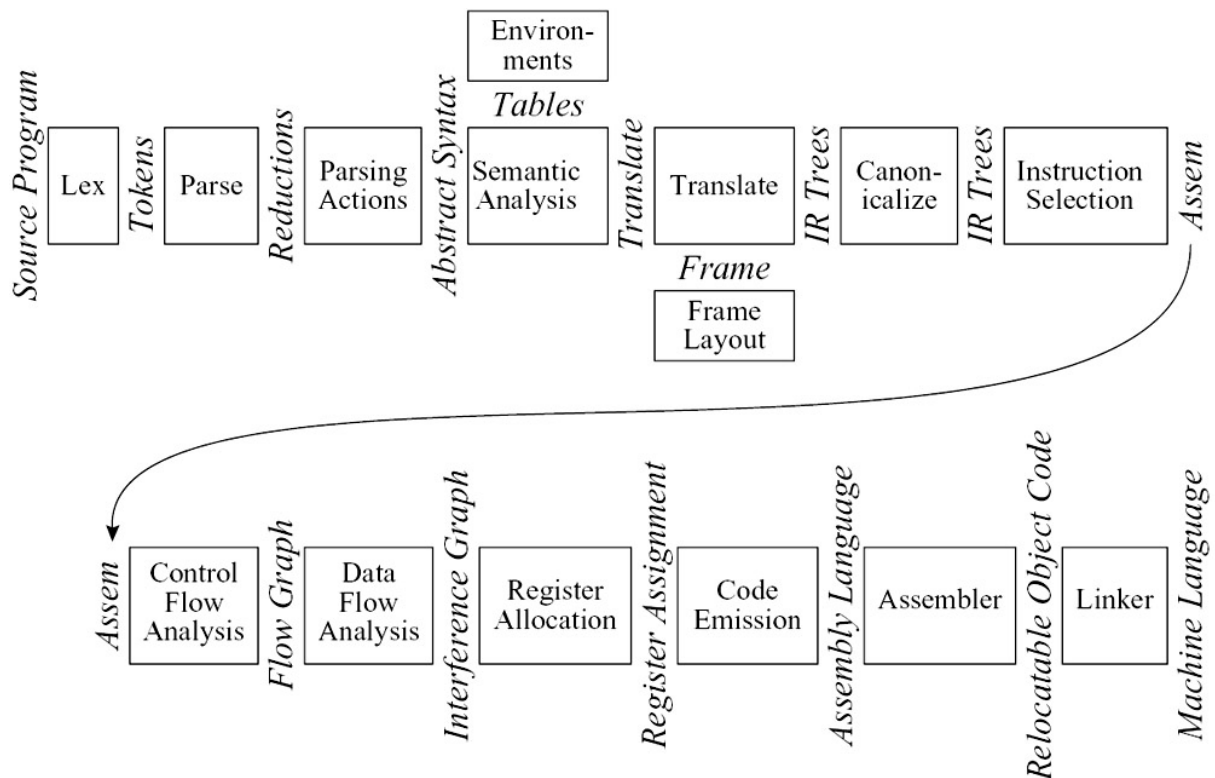 Environ-
ments
Tables
Source Program
Lex
Tokens
Parse
Reductions
Parsing
Actions
Abstract Syntax
Semantic
Analysis
Translate
Translate
IR Trees
Canon-
icalize
IR Trees
Instruction
Selection
Assem
Frame
Frame
Layout
Assem
Control
Flow
Analysis
Flow Graph
Data
Flow
Analysis
Interference Graph
Register
Allocation
Register Assignment
Code
Emission
Assembly Language
Assembler
Relocatable Object Code
Linker
Machine Language